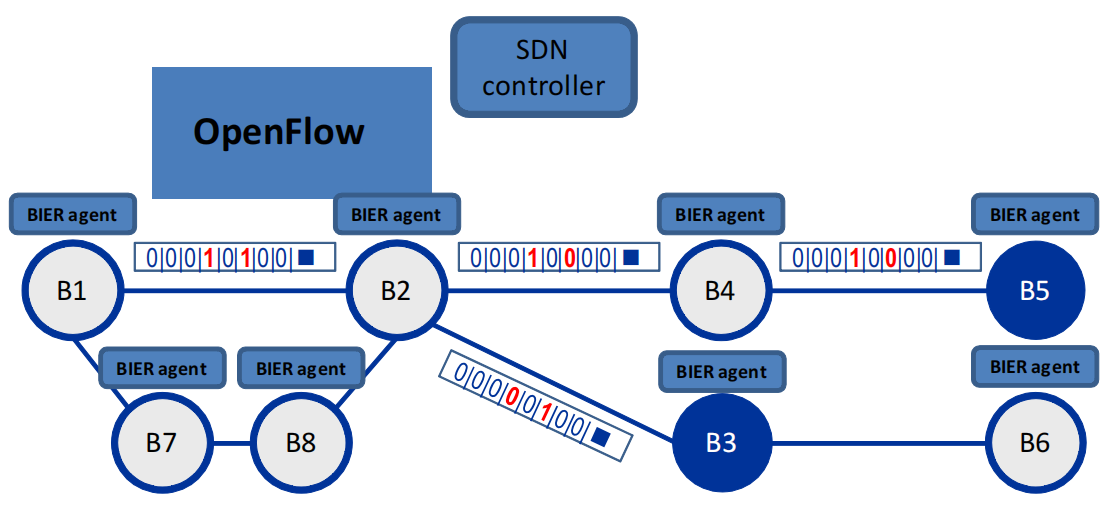 SDN
controller
OpenFlow
BIER agent
BIER agent
BIER agent
BIER agent
0|0|0|1|0|1|0|0|■
0|0|0|1|0|0|0|0|■
0|0|0|1|0|0|0|0|■
B1
B2
B4
B5
BIER agent
BIER agent
BIER agent
BIER agent
0|0|0|0|0|1|0|0|■
B7
B8
B3
B6